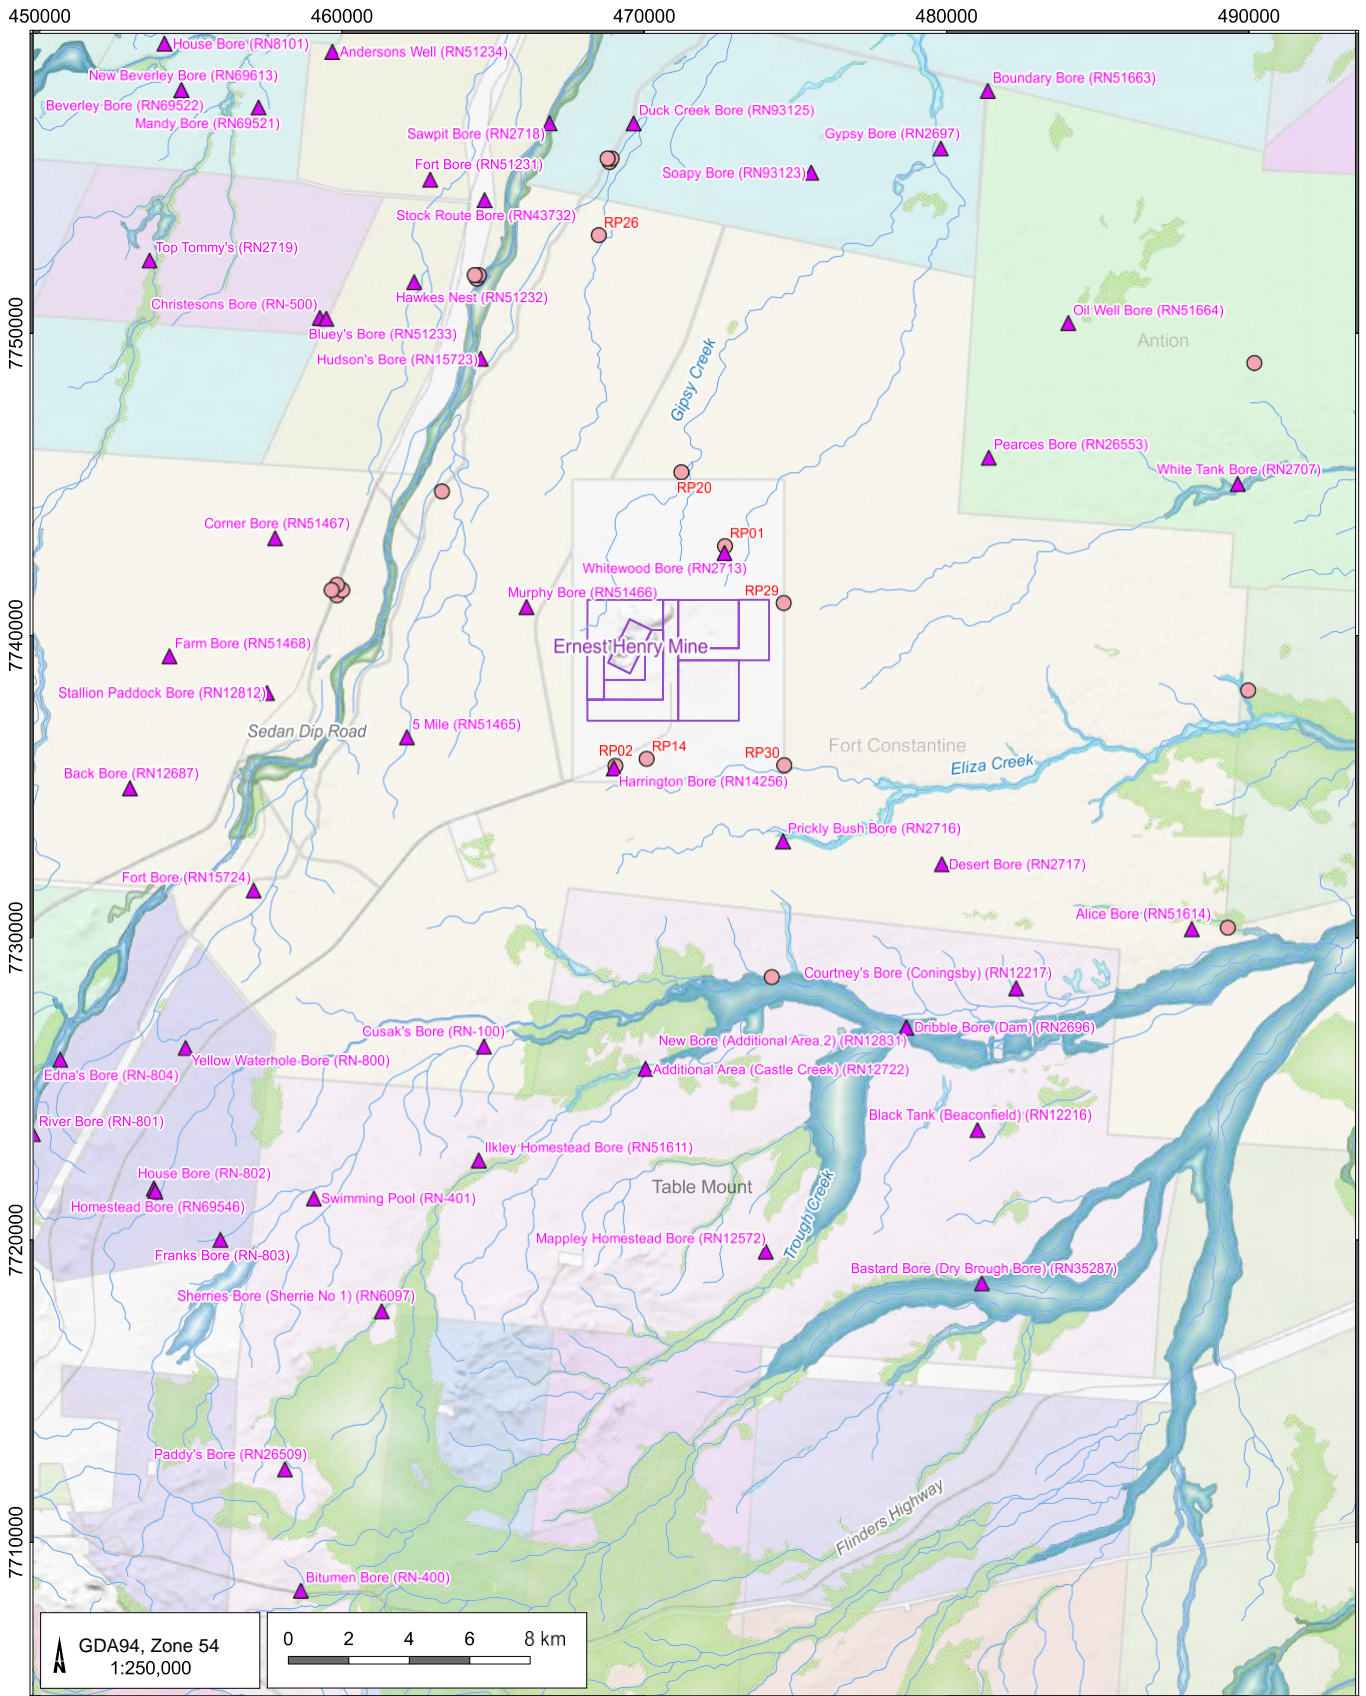 450000 460000 470000 480000 490000
House Bore (RN8101)
Andersons Well (RN51234)
New Beverley Bore (RN69613)
Boundary Bore (RN51663)
Beverley Bore (RN69522)
Mandy Bore (RN69521)
Duck Creek Bore (RN93125)
Sawpit Bore (RN2718)
Gypsy Bore (RN2697)
Fort Bore (RN51231)
Soapy Bore (RN93123)
Stock Route Bore (RN43732)
RP26
Top Tommy's (RN2719)
Hawkes Nest (RN51232)
Christesons Bore (RN-500)
Oil Well Bore (RN51664)
7750000
Bluey's Bore (RN51233)
Antion
Hudson's Bore (RN15723)
Gipsy Creek
Pearces Bore (RN26553)
White Tank Bore (RN2707)
RP20
Corner Bore (RN51467)
RP01
Whitewood Bore (RN2713)
Murphy Bore (RN51466)
RP29
7740000
Farm Bore (RN51468)
Ernest Henry Mine
Stallion Paddock Bore (RN12812)
5 Mile (RN51465)
Sedan Dip Road
RP02
RP14
RP30
Fort Constantine
Eliza Creek
Back Bore (RN12687)
Harrington Bore (RN14256)
Prickly Bush Bore (RN2716)
Desert Bore (RN2717)
Fort Bore (RN15724)
Alice Bore (RN51614)
7730000
Courtney's Bore (Coningsby) (RN12217)
Cusak's Bore (RN-100)
Dribble Bore (Dam) (RN2696)
New Bore (Additional Area 2) (RN12831)
Yellow Waterhole Bore (RN-800)
Additional Area (Castle Creek) (RN12722)
Edna's Bore (RN-804)
Black Tank (Beaconfield) (RN12216)
River Bore (RN-801)
Ilkley Homestead Bore (RN51611)
House Bore (RN-802)
Table Mount
Swimming Pool (RN-401)
Homestead Bore (RN69546)
Trough Creek
7720000
Mappley Homestead Bore (RN12572)
Franks Bore (RN-803)
Bastard Bore (Dry Brough Bore) (RN35287)
Sherries Bore (Sherrie No 1) (RN6097)
Paddy's Bore (RN26509)
Flinders Highway
7710000
Bitumen Bore (RN-400)
GDA94, Zone 54
1:250,000
N
0 2 4 6 8 km